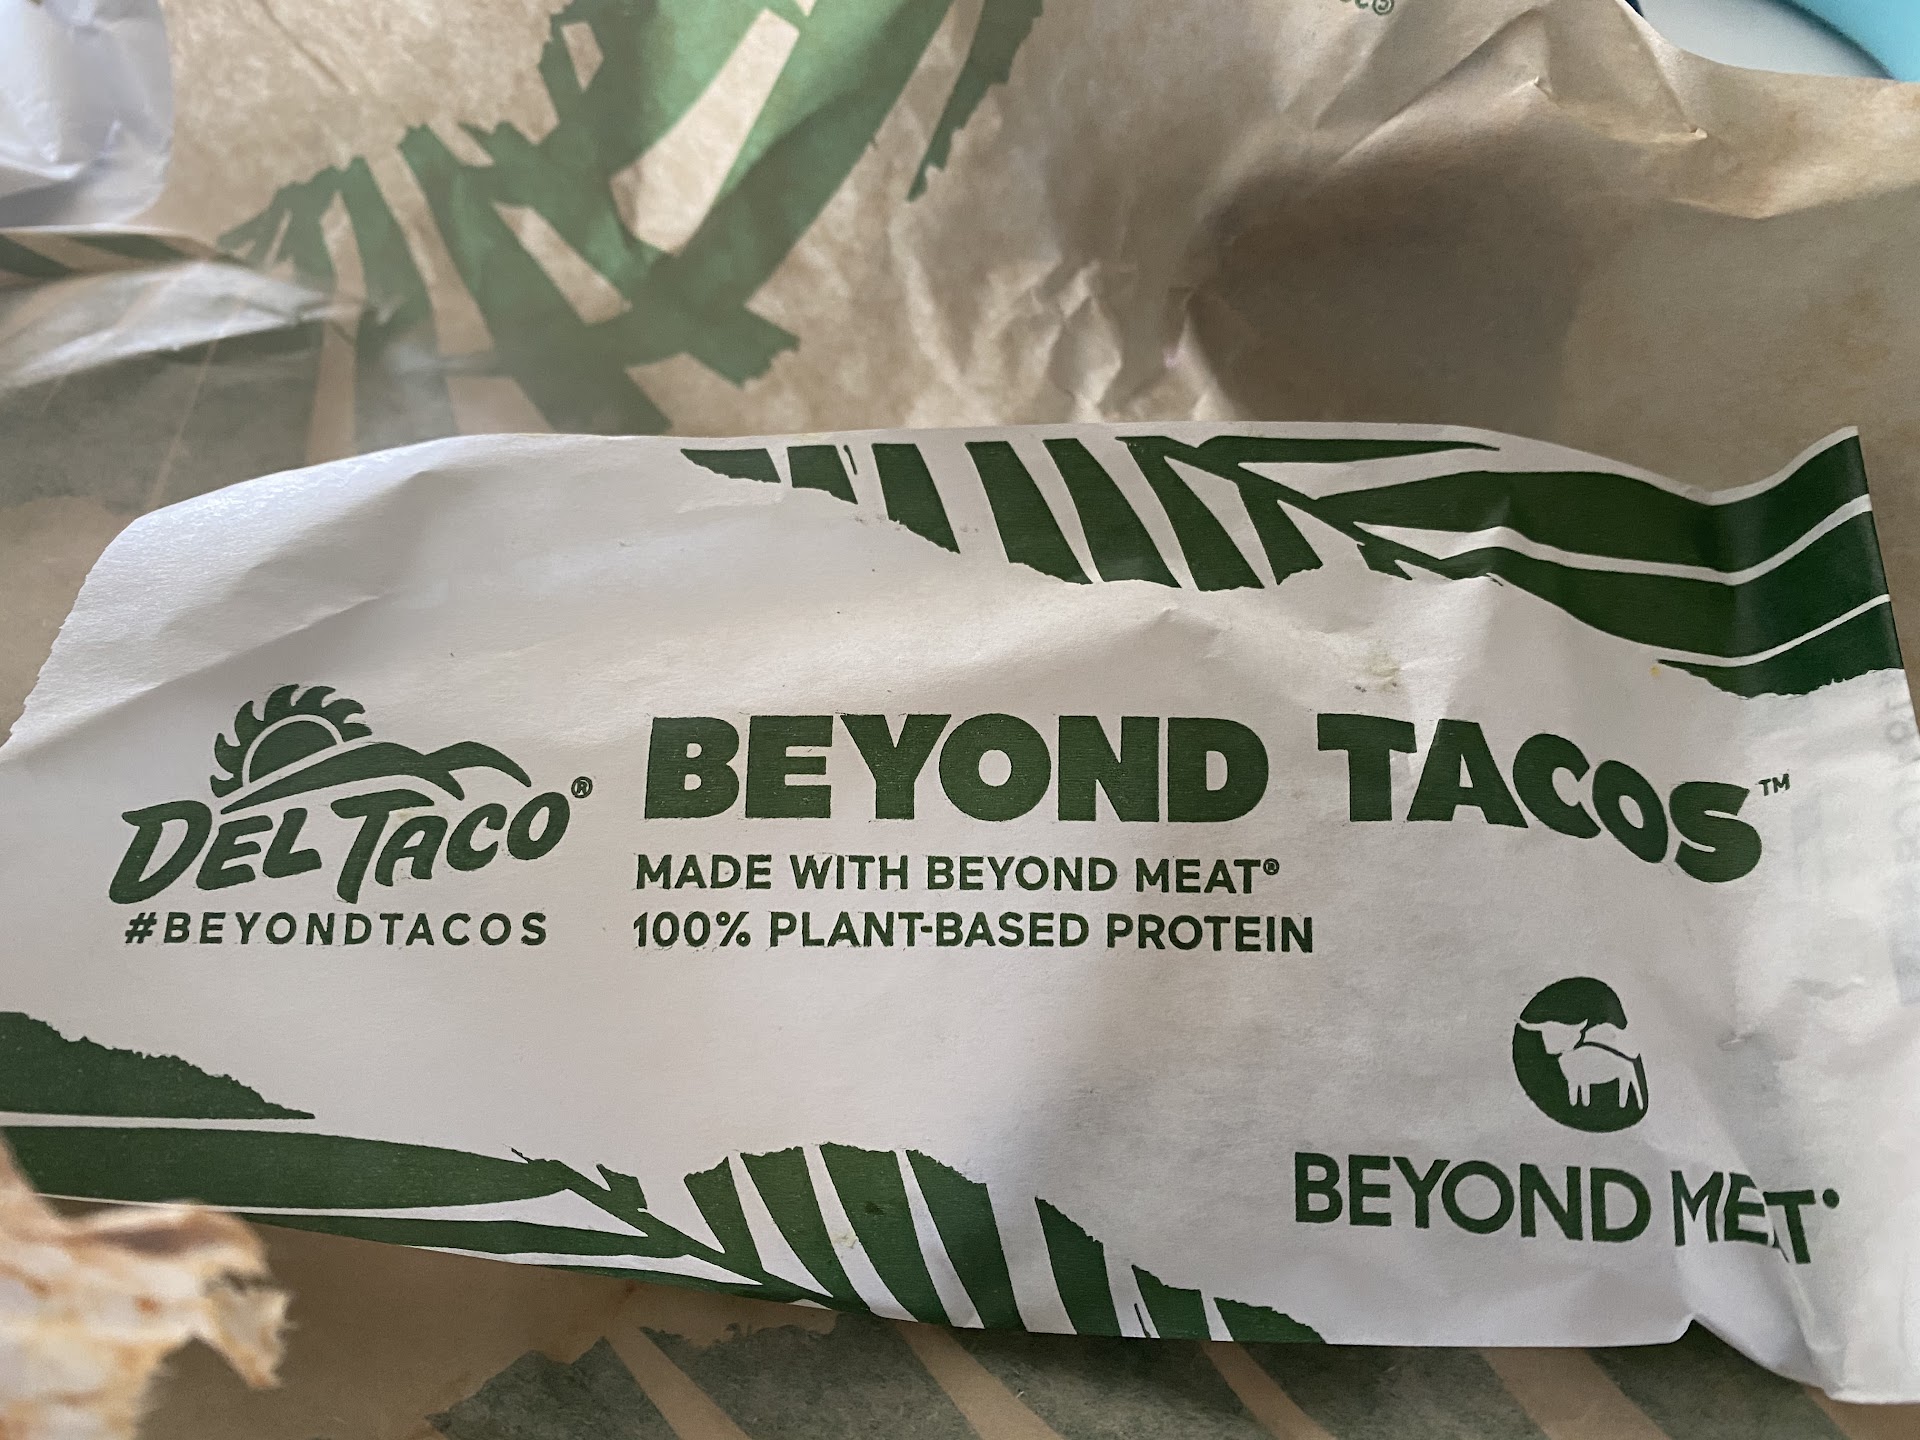 DEL TACO®
#BEYONDTACOS
BEYOND TACOS™
MADE WITH BEYOND MEAT®
100% PLANT-BASED PROTEIN
BEYOND MEAT